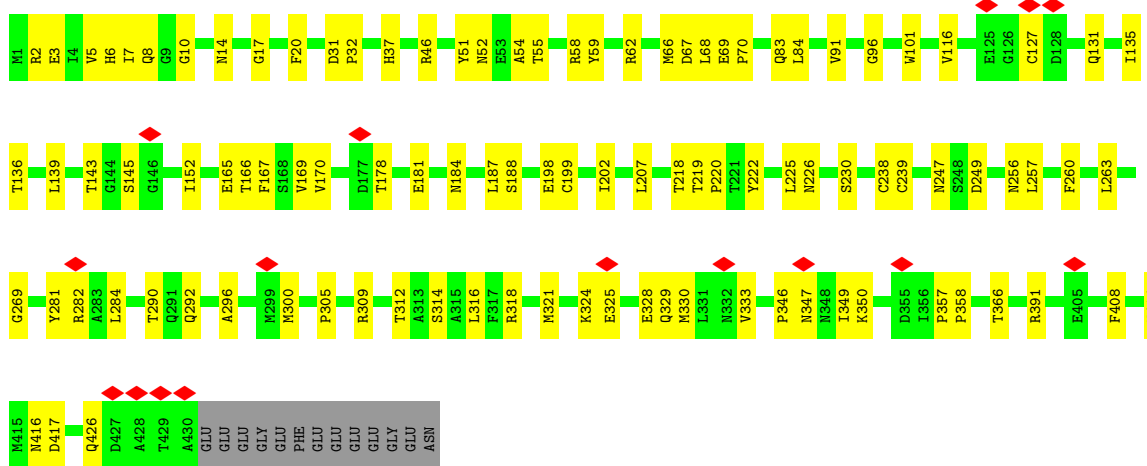 M1 R2 E3 I4 V5 H6 I7 Q8 G9 G10 N14 G17 F20 D31 P32 H37 R46 Y51 N52 E53 A54 T55 R58 Y59 R62 M66 D67 L68 E69 P70 Q83 L84 V91 G96 W101 V116 E125 G126 C127 D128 Q131 I135
T136 L139 T143 G144 S145 G146 I152 E165 T166 F167 S168 V169 V170 D177 T178 E181 N184 L187 S188 E198 C199 I202 L207 T218 T219 P220 T221 Y222 L225 N226 S230 C238 C239 N247 S248 D249 N256 L257 F260 L263
G269 Y281 R282 A283 L284 T290 Q291 Q292 A296 M299 M300 P305 R309 T312 A313 S314 A315 L316 F317 R318 M321 K324 E325 E328 Q329 M330 L331 N332 V333 P346 N347 N348 I349 K350 D355 I356 P357 P358 T366 R391 E405 F408
M415 N416 D417 Q426 D427 A428 T429 A430 GLU GLU GLU GLY GLU PHE GLU GLU GLU GLU GLY GLU ASN